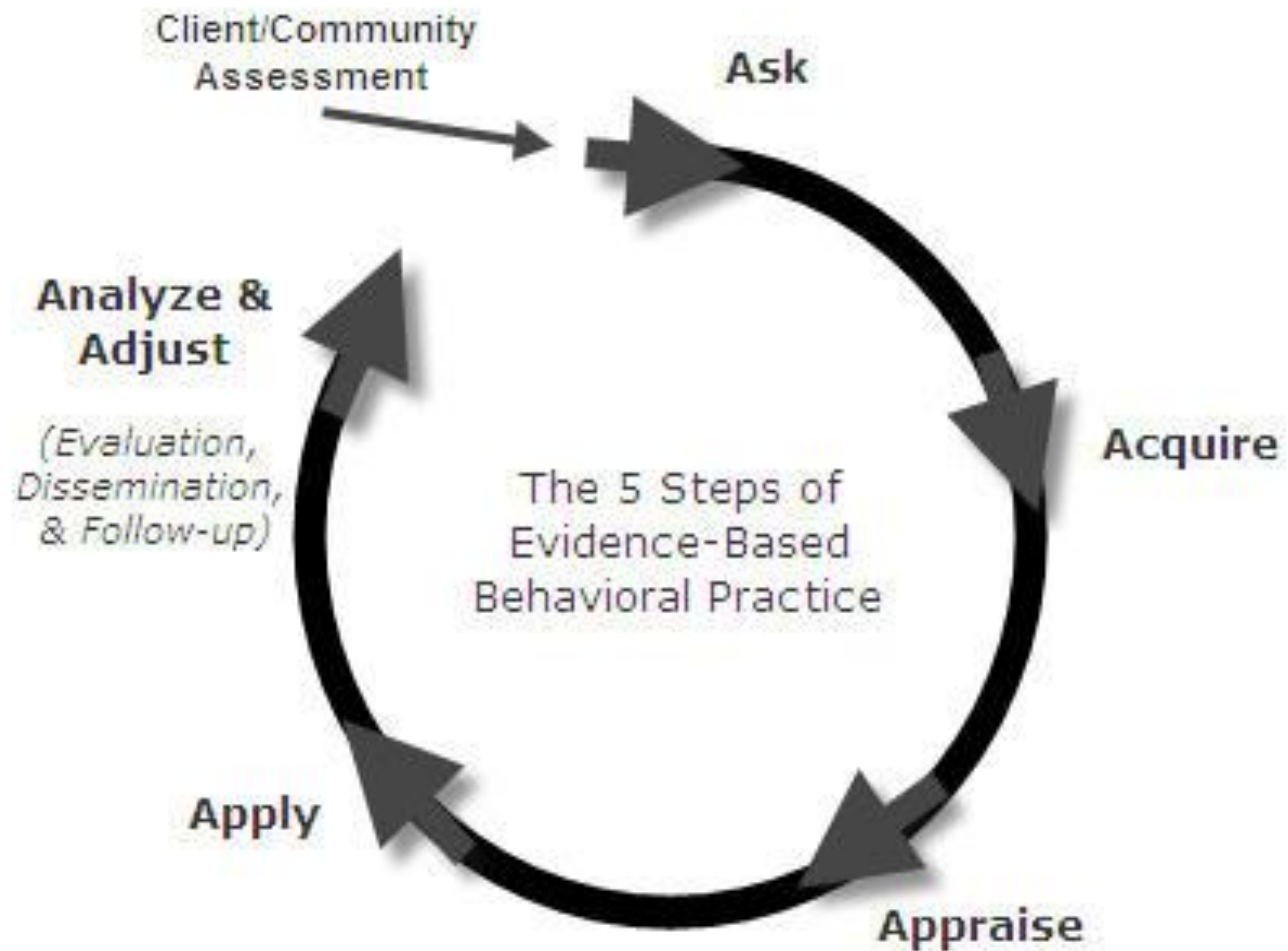 Client/Community
Assessment
Ask
Acquire
Appraise
Apply
Analyze &
Adjust
(Evaluation,
Dissemination,
& Follow-up)
The 5 Steps of
Evidence-Based
Behavioral Practice